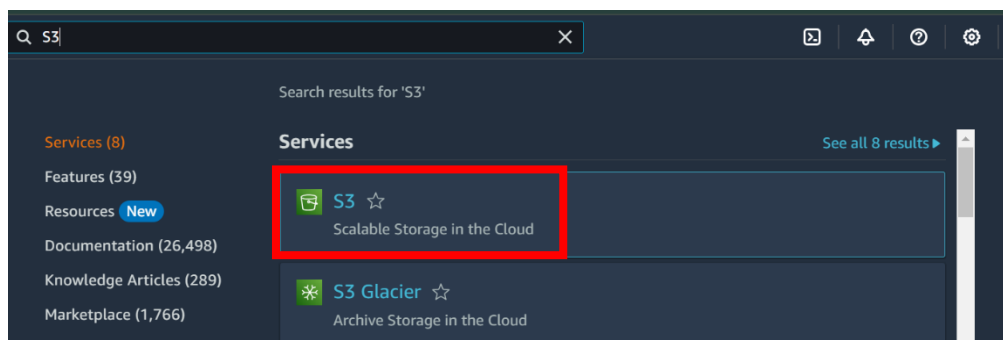 S3
Search results for 'S3'
Services (8)
Features (39)
Resources New
Documentation (26,498)
Knowledge Articles (289)
Marketplace (1,766)
Services
See all 8 results
S3
Scalable Storage in the Cloud
S3 Glacier
Archive Storage in the Cloud